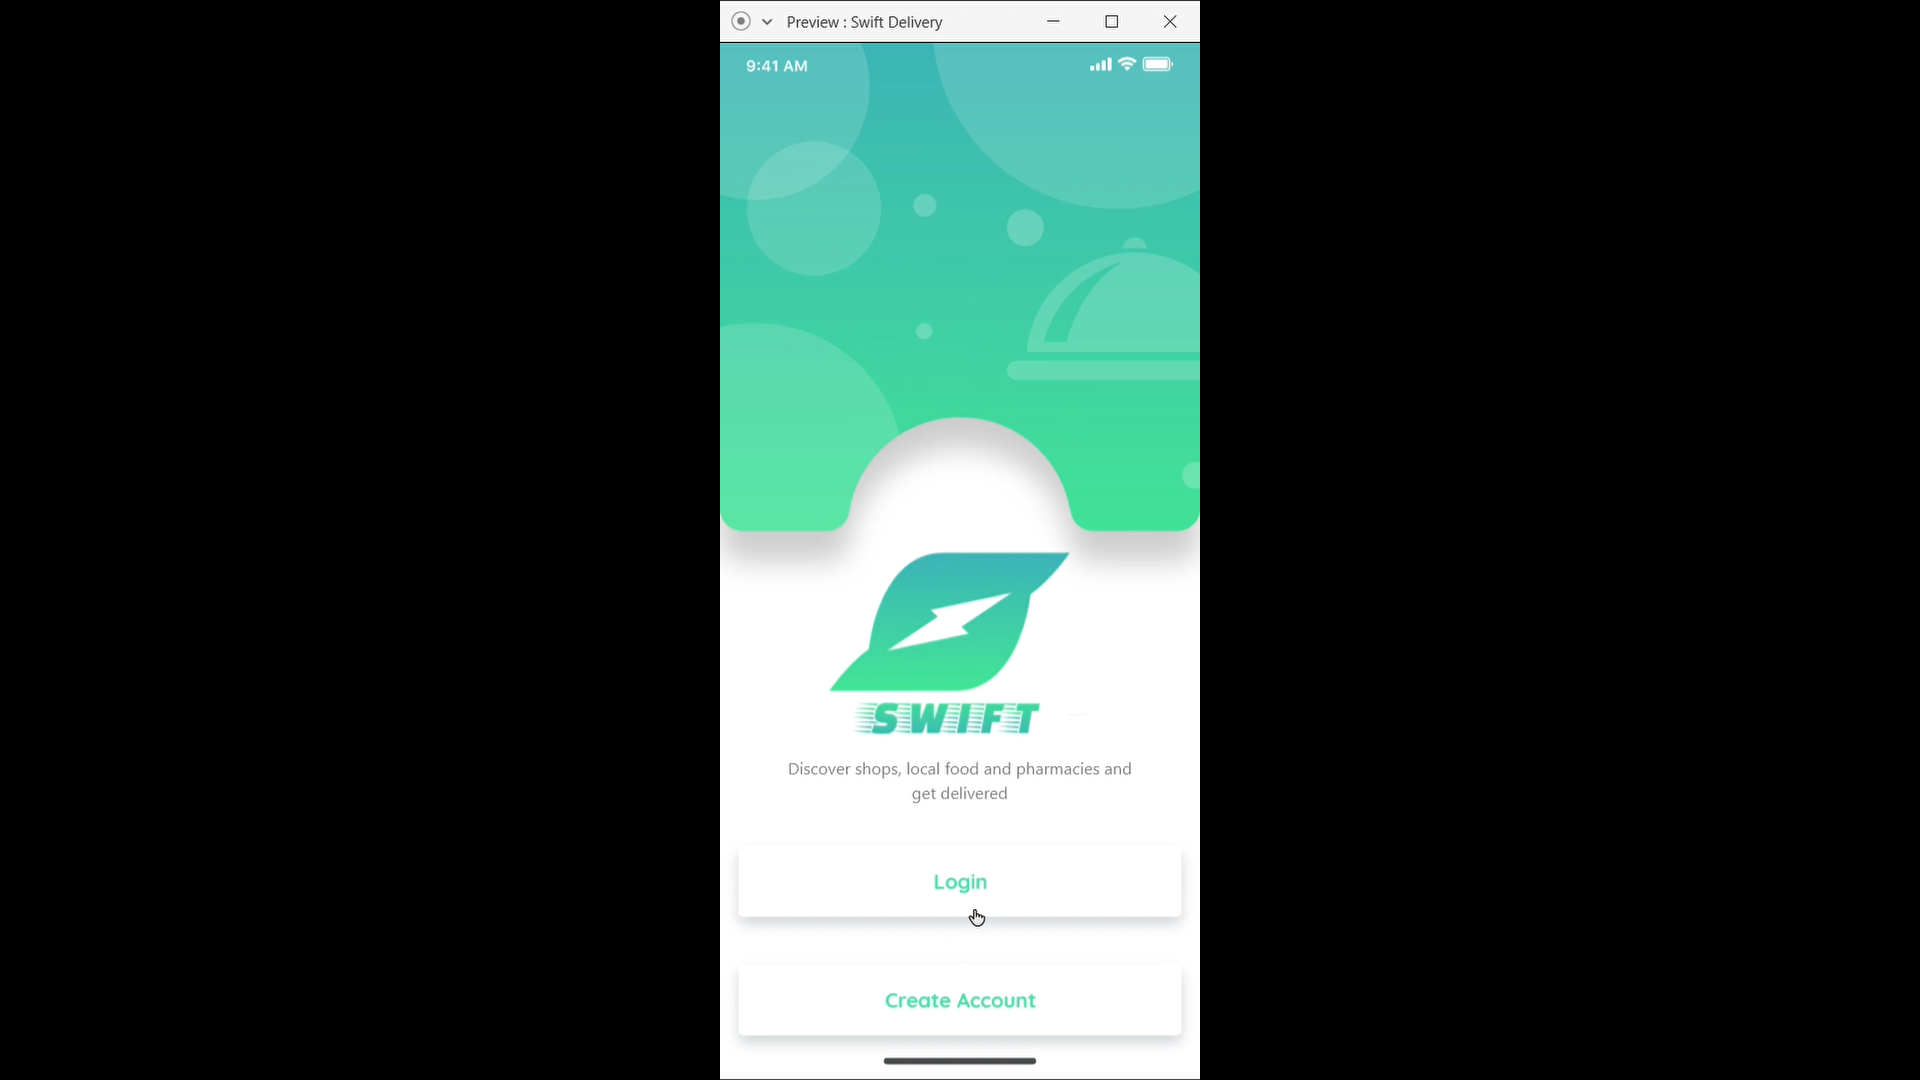 Preview : Swift Delivery
9:41 AM
SWIFT
Discover shops, local food and pharmacies and
get delivered
Login
Create Account